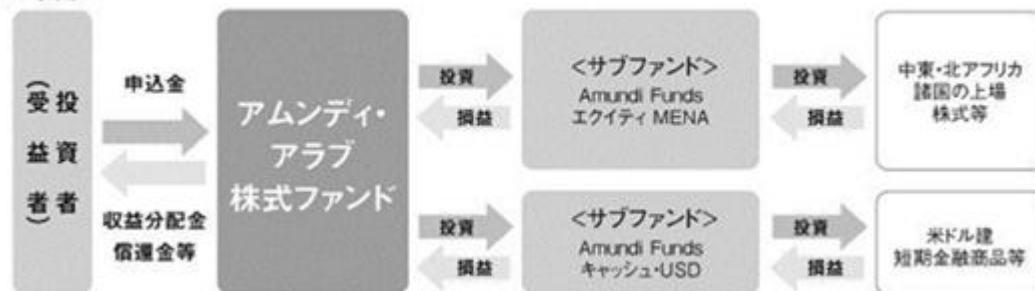 投資者
(受益者)
申込金
収益分配金
償還金等
アムンディ・
アラブ
株式ファンド
投資
損益
<サブファンド>
Amundi Funds
エクイティ MENA
投資
損益
中東・北アフリカ
諸国の上場
株式等
投資
損益
<サブファンド>
Amundi Funds
キャッシュ・USD
投資
損益
米ドル建
短期金融商品等